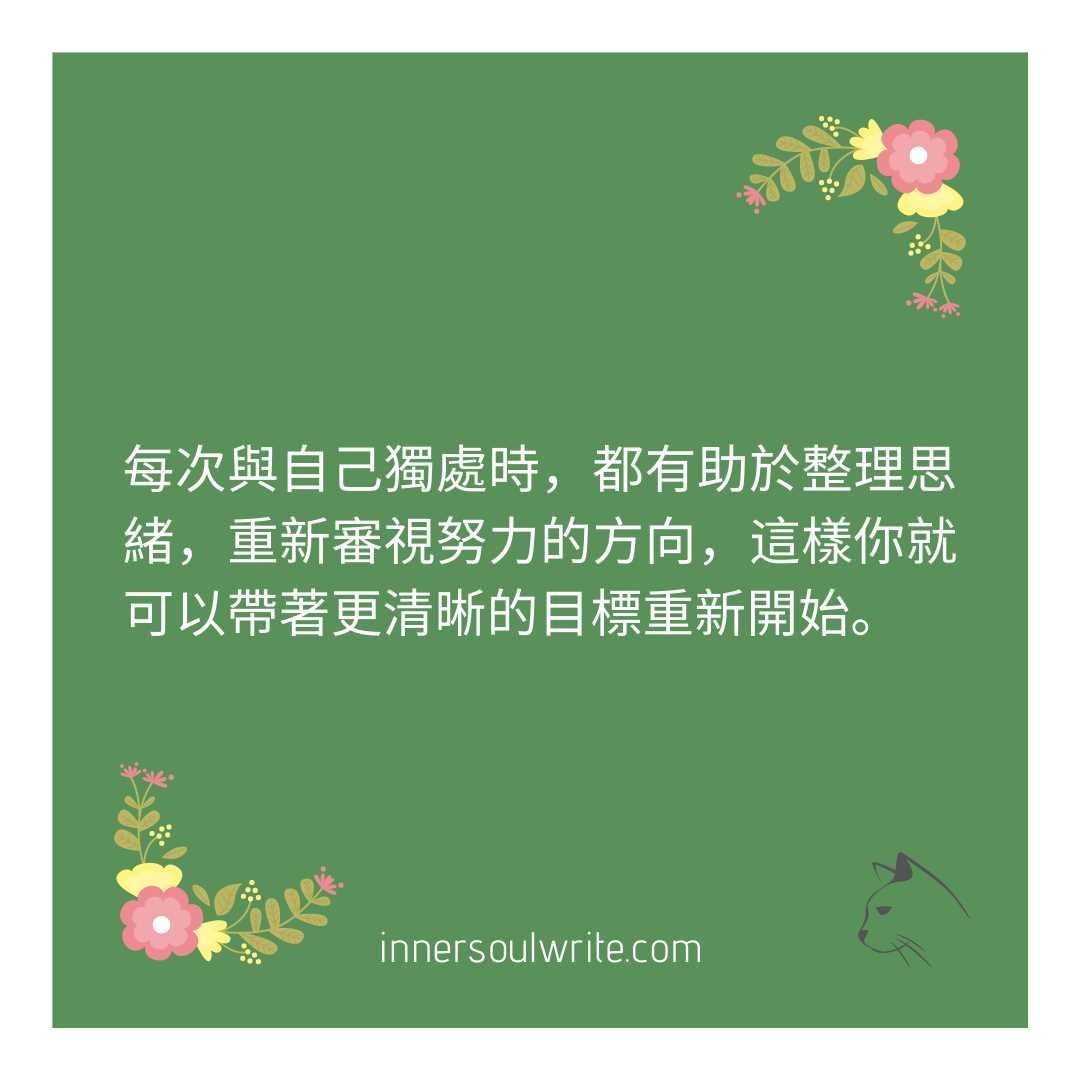 每次與自己獨處時，都有助於整理思
緒，重新審視努力的方向，這樣你就
可以帶著更清晰的目標重新開始。
innersoulwrite.com